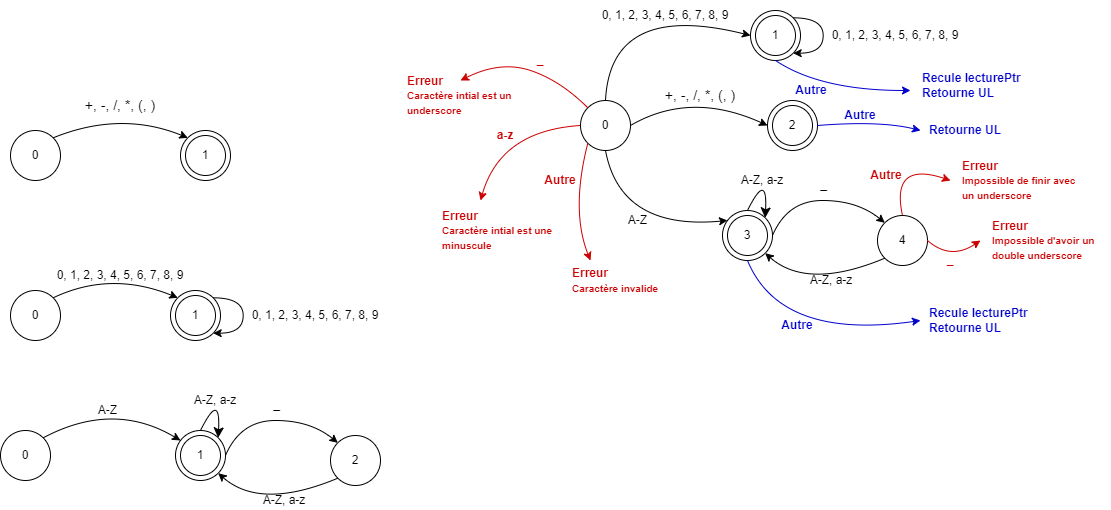 +, -, /, *, (, )
0
1
0, 1, 2, 3, 4, 5, 6, 7, 8, 9
0
1
0, 1, 2, 3, 4, 5, 6, 7, 8, 9
A-Z
A-Z, a-z
_
0
1
2
A-Z, a-z
0, 1, 2, 3, 4, 5, 6, 7, 8, 9
1
0, 1, 2, 3, 4, 5, 6, 7, 8, 9
Autre
Recule lecturePtr
Retourne UL
_
Erreur
Caractère intial est un
underscore
+, -, /, *, (, )
0
2
Autre
Retourne UL
a-z
Erreur
Caractère intial est une
minuscule
Autre
Erreur
Caractère invalide
A-Z
A-Z, a-z
3
_
4
A-Z, a-z
Autre
Erreur
Impossible de finir avec
un underscore
_
Erreur
Impossible d'avoir un
double underscore
Autre
Recule lecturePtr
Retourne UL